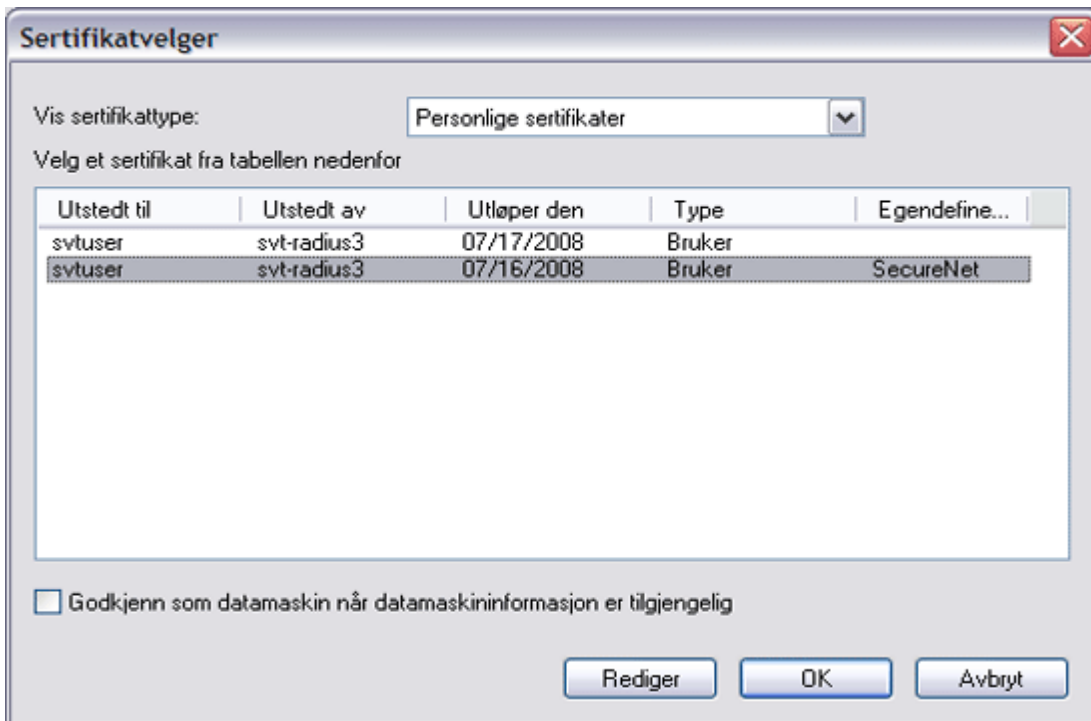 Sertifikatvelger
Vis sertifikattype: Personlige sertifikater
Velg et sertifikat fra tabellen nedenfor
Utstedt til Utstedt av Utløper den Type Egendefine...
svtuser svt-radius3 07/17/2008 Bruker
svtuser svt-radius3 07/16/2008 Bruker SecureNet
Godkjenn som datamaskin når datamaskininformasjon er tilgjengelig
Rediger OK Avbryt